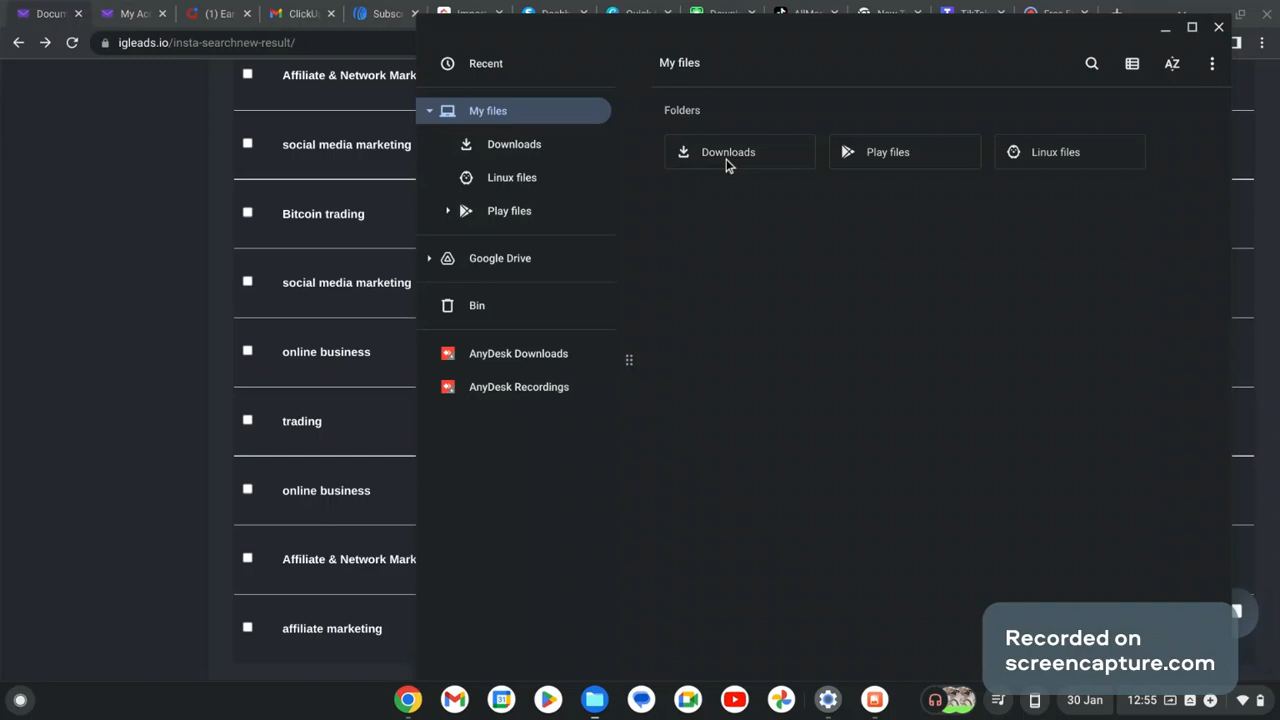 Docum
My Ac
(1) Ear
ClickU
Subsc
igleads.io/insta-searchnew-result/
Affiliate & Network Mark
social media marketing
Bitcoin trading
social media marketing
online business
trading
online business
Affiliate & Network Mark
affiliate marketing
Recent
My files
Downloads
Linux files
Play files
Google Drive
Bin
AnyDesk Downloads
AnyDesk Recordings
My files
AZ
Folders
Downloads
Play files
Linux files
Recorded on
screencapture.com
31
30 Jan
12:55